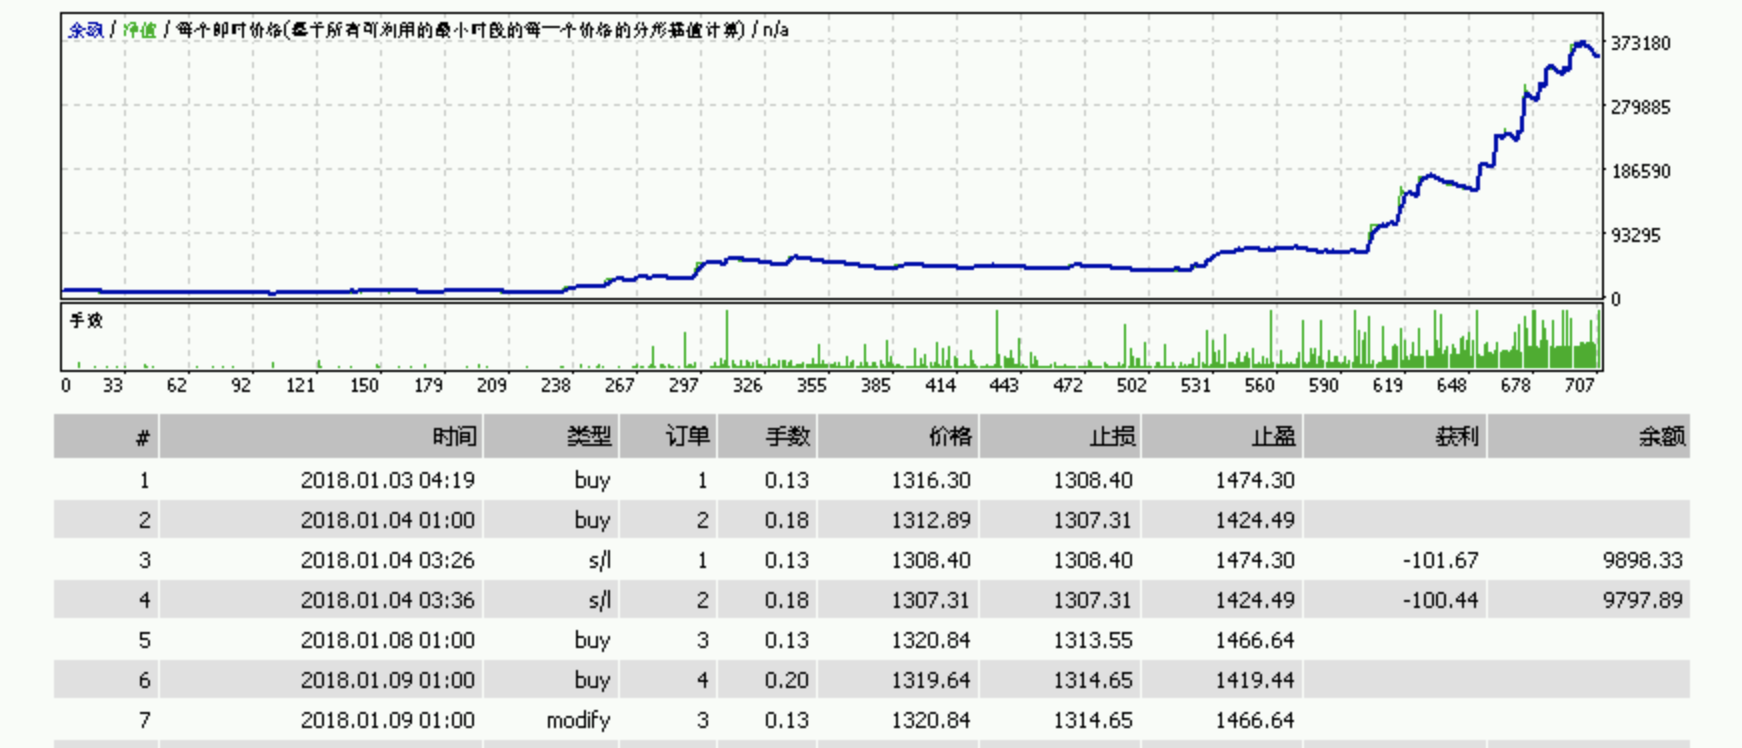 余额 / 净值 / 每个即时价格(基于所有可利用的最小时段的每一个价格的分形插值计算) / n/a
373180
279885
186590
93295
0
手数
0 33 62 92 121 150 179 209 238 267 297 326 355 385 414 443 472 502 531 560 590 619 648 678 707
# 时间 类型 订单 手数 价格 止损 止盈 获利 余额
1 2018.01.03 04:19 buy 1 0.13 1316.30 1308.40 1474.30
2 2018.01.04 01:00 buy 2 0.18 1312.89 1307.31 1424.49
3 2018.01.04 03:26 s/l 1 0.13 1308.40 1308.40 1474.30 -101.67 9898.33
4 2018.01.04 03:36 s/l 2 0.18 1307.31 1307.31 1424.49 -100.44 9797.89
5 2018.01.08 01:00 buy 3 0.13 1320.84 1313.55 1466.64
6 2018.01.09 01:00 buy 4 0.20 1319.64 1314.65 1419.44
7 2018.01.09 01:00 modify 3 0.13 1320.84 1314.65 1466.64